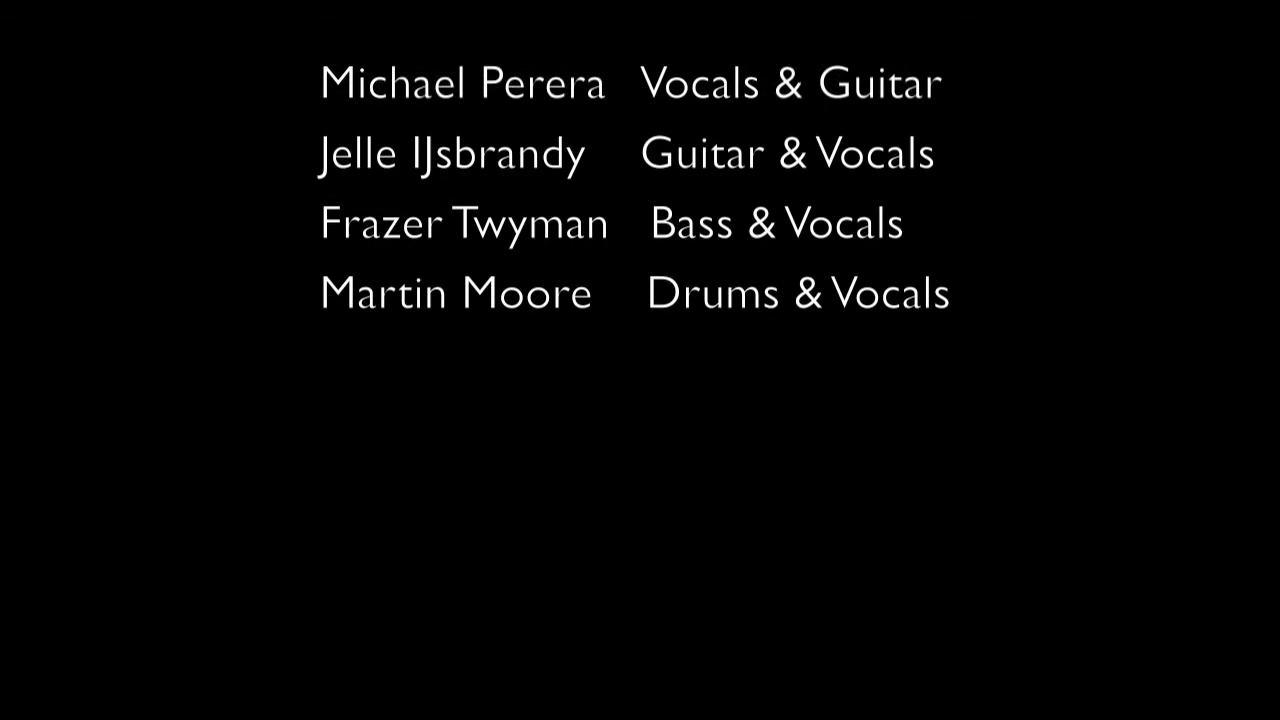 Michael Perera Vocals & Guitar
Jelle IJsbrandy Guitar & Vocals
Frazer Twyman Bass & Vocals
Martin Moore Drums & Vocals